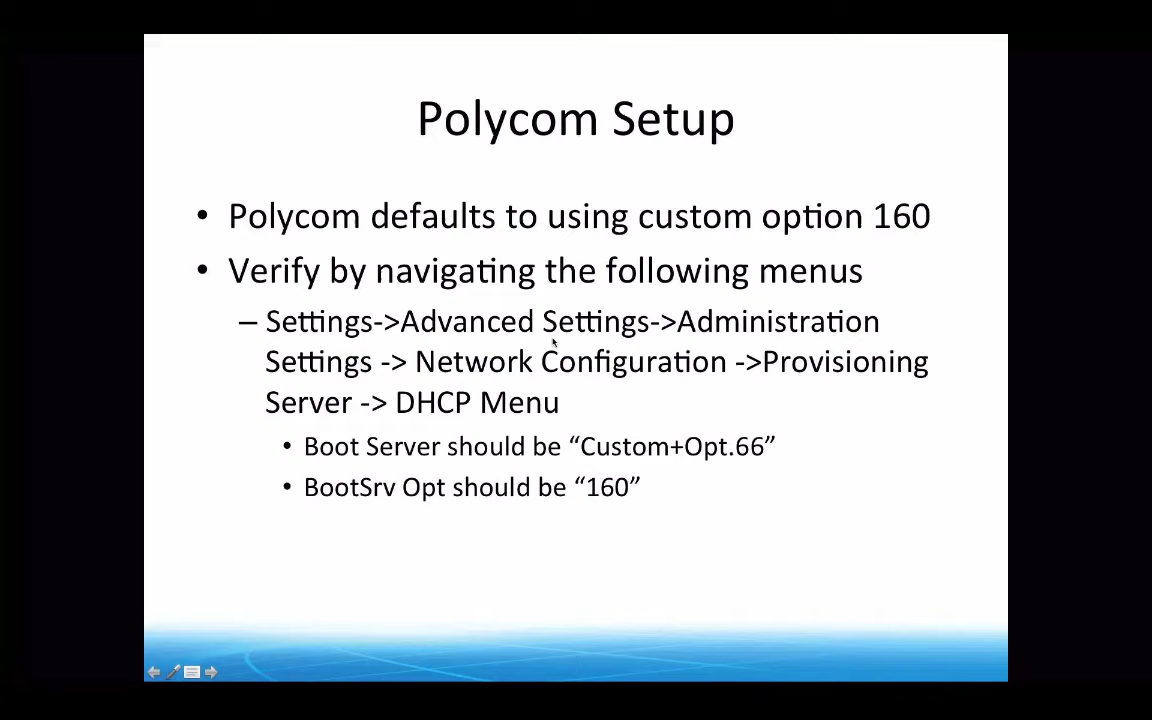 Polycom Setup
• Polycom defaults to using custom option 160
• Verify by navigating the following menus
– Settings->Advanced Settings->Administration
Settings -> Network Configuration ->Provisioning
Server -> DHCP Menu
• Boot Server should be “Custom+Opt.66”
• BootSrv Opt should be “160”